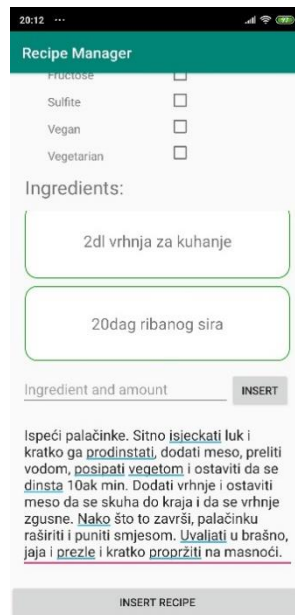 20:12 ...
Recipe Manager
Fructose
Sulfite
Vegan
Vegetarian
Ingredients:
2dl vrhnja za kuhanje
20dag ribanog sira
Ingredient and amount
INSERT
Ispeći palačinke. Sitno isjeckati luk i
kratko ga prodinstati, dodati meso, preliti
vodom, posipati vegetom i ostaviti da se
dinsta 10ak min. Dodati vrhnje i ostaviti
meso da se skuha do kraja i da se vrhnje
zgusne. Nako što to završi, palačinku
raširiti i puniti smjesom. Uvaljati u brašno,
jaja i prezle i kratko propržiti na masnoći.
INSERT RECIPE